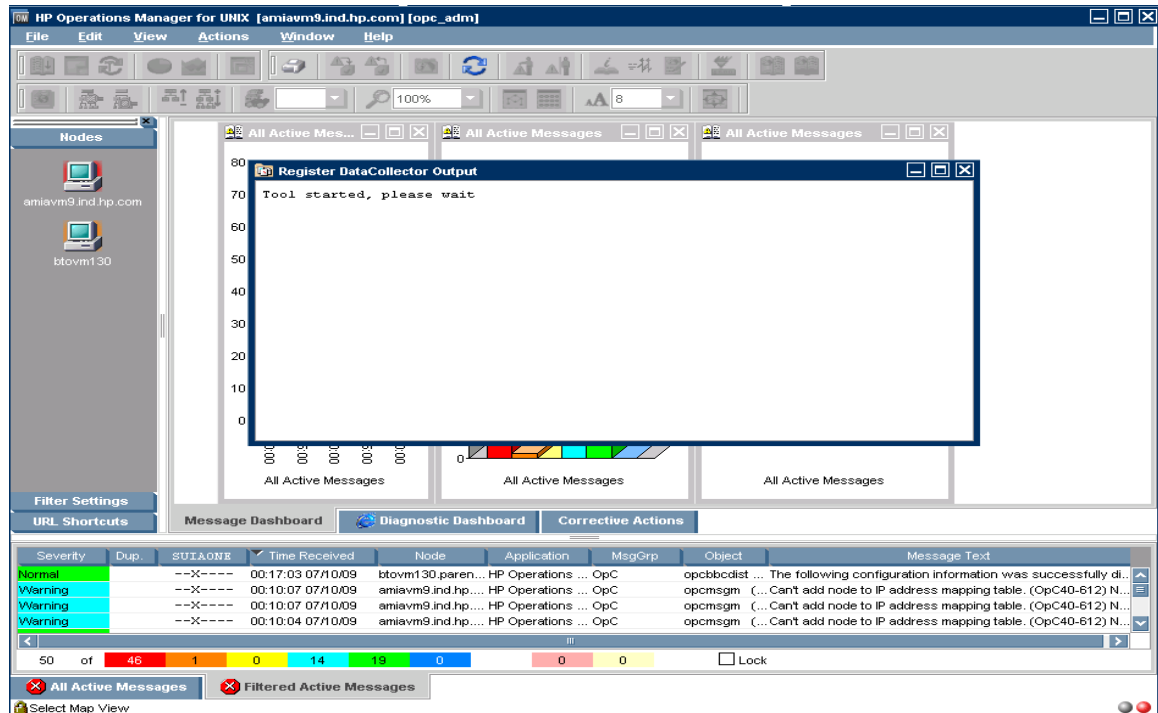 HP Operations Manager for UNIX [amiavm9.ind.hp.com] [opc_adm]
File Edit View Actions Window Help
100% 8
Nodes
amiavm9.ind.hp.com
btovm130
Filter Settings
URL Shortcuts
All Active Mes... All Active Messages All Active Messages
80
70
60
50
40
30
20
10
0
Register DataCollector Output
Tool started, please wait
0
All Active Messages All Active Messages All Active Messages
Message Dashboard Diagnostic Dashboard Corrective Actions
Severity Dup. SUIAONE Time Received Node Application MsgGrp Object Message Text
Normal --X---- 00:17:03 07/10/09 btovm130.paren... HP Operations ... OpC opcbbcdist ... The following configuration information was successfully di...
Warning --X---- 00:10:07 07/10/09 amiavm9.ind.hp.... HP Operations ... OpC opcmsgm (... Can't add node to IP address mapping table. (OpC40-612) N...
Warning --X---- 00:10:07 07/10/09 amiavm9.ind.hp.... HP Operations ... OpC opcmsgm (... Can't add node to IP address mapping table. (OpC40-612) N...
Warning --X---- 00:10:04 07/10/09 amiavm9.ind.hp.... HP Operations ... OpC opcmsgm (... Can't add node to IP address mapping table. (OpC40-612) N...
50 of 46 1 0 14 19 0 0 0 Lock
All Active Messages Filtered Active Messages
Select Map View